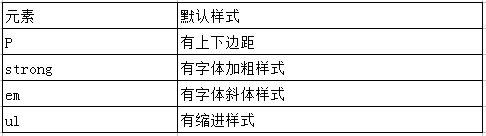 元素 默认样式
P 有上下边距
strong 有字体加粗样式
em 有字体斜体样式
ul 有缩进样式